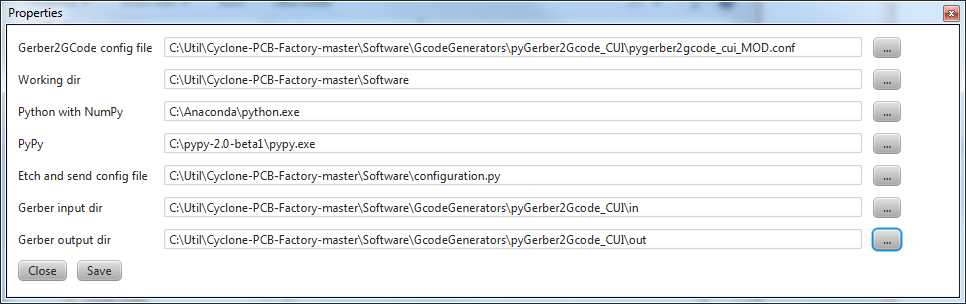 Properties
Gerber2GCode config file C:\Util\Cyclone-PCB-Factory-master\Software\GcodeGenerators\pyGerber2Gcode_CUI\pygerber2gcode_cui_MOD.conf ...
Working dir C:\Util\Cyclone-PCB-Factory-master\Software ...
Python with NumPy C:\Anaconda\python.exe ...
PyPy C:\pypy-2.0-beta1\pypy.exe ...
Etch and send config file C:\Util\Cyclone-PCB-Factory-master\Software\configuration.py ...
Gerber input dir C:\Util\Cyclone-PCB-Factory-master\Software\GcodeGenerators\pyGerber2Gcode_CUI\in ...
Gerber output dir C:\Util\Cyclone-PCB-Factory-master\Software\GcodeGenerators\pyGerber2Gcode_CUI\out ...
Close Save